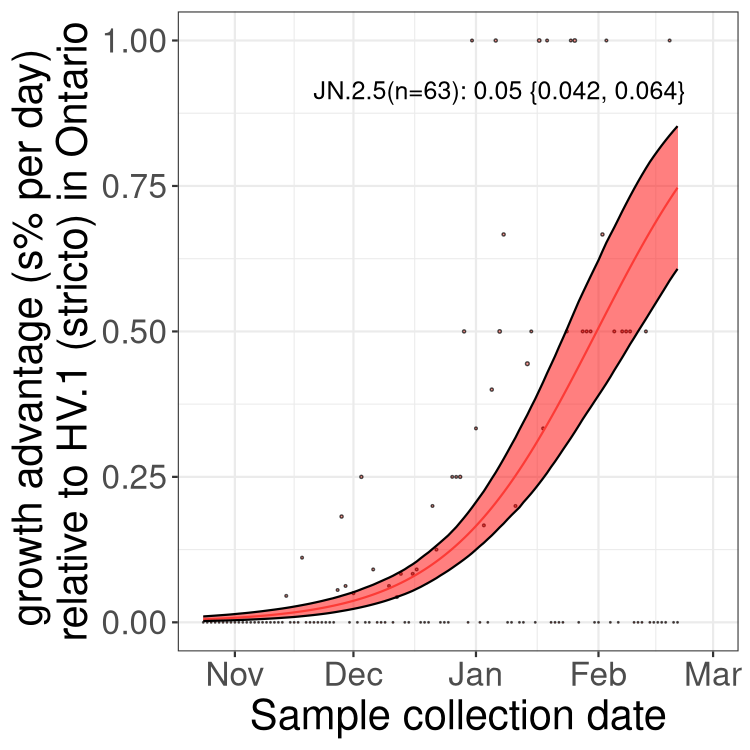 growth advantage (s% per day)
relative to HV.1 (stricto) in Ontario
1.00
0.75
0.50
0.25
0.00
JN.2.5(n=63): 0.05 {0.042, 0.064}
Nov Dec Jan Feb Mar
Sample collection date